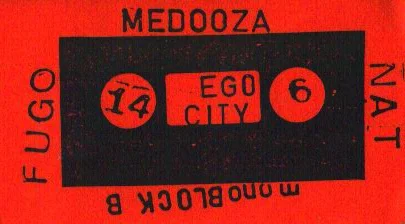 MEDOOZA
FUGO
14
EGO
CITY
6
NAT
monoBLOCK B